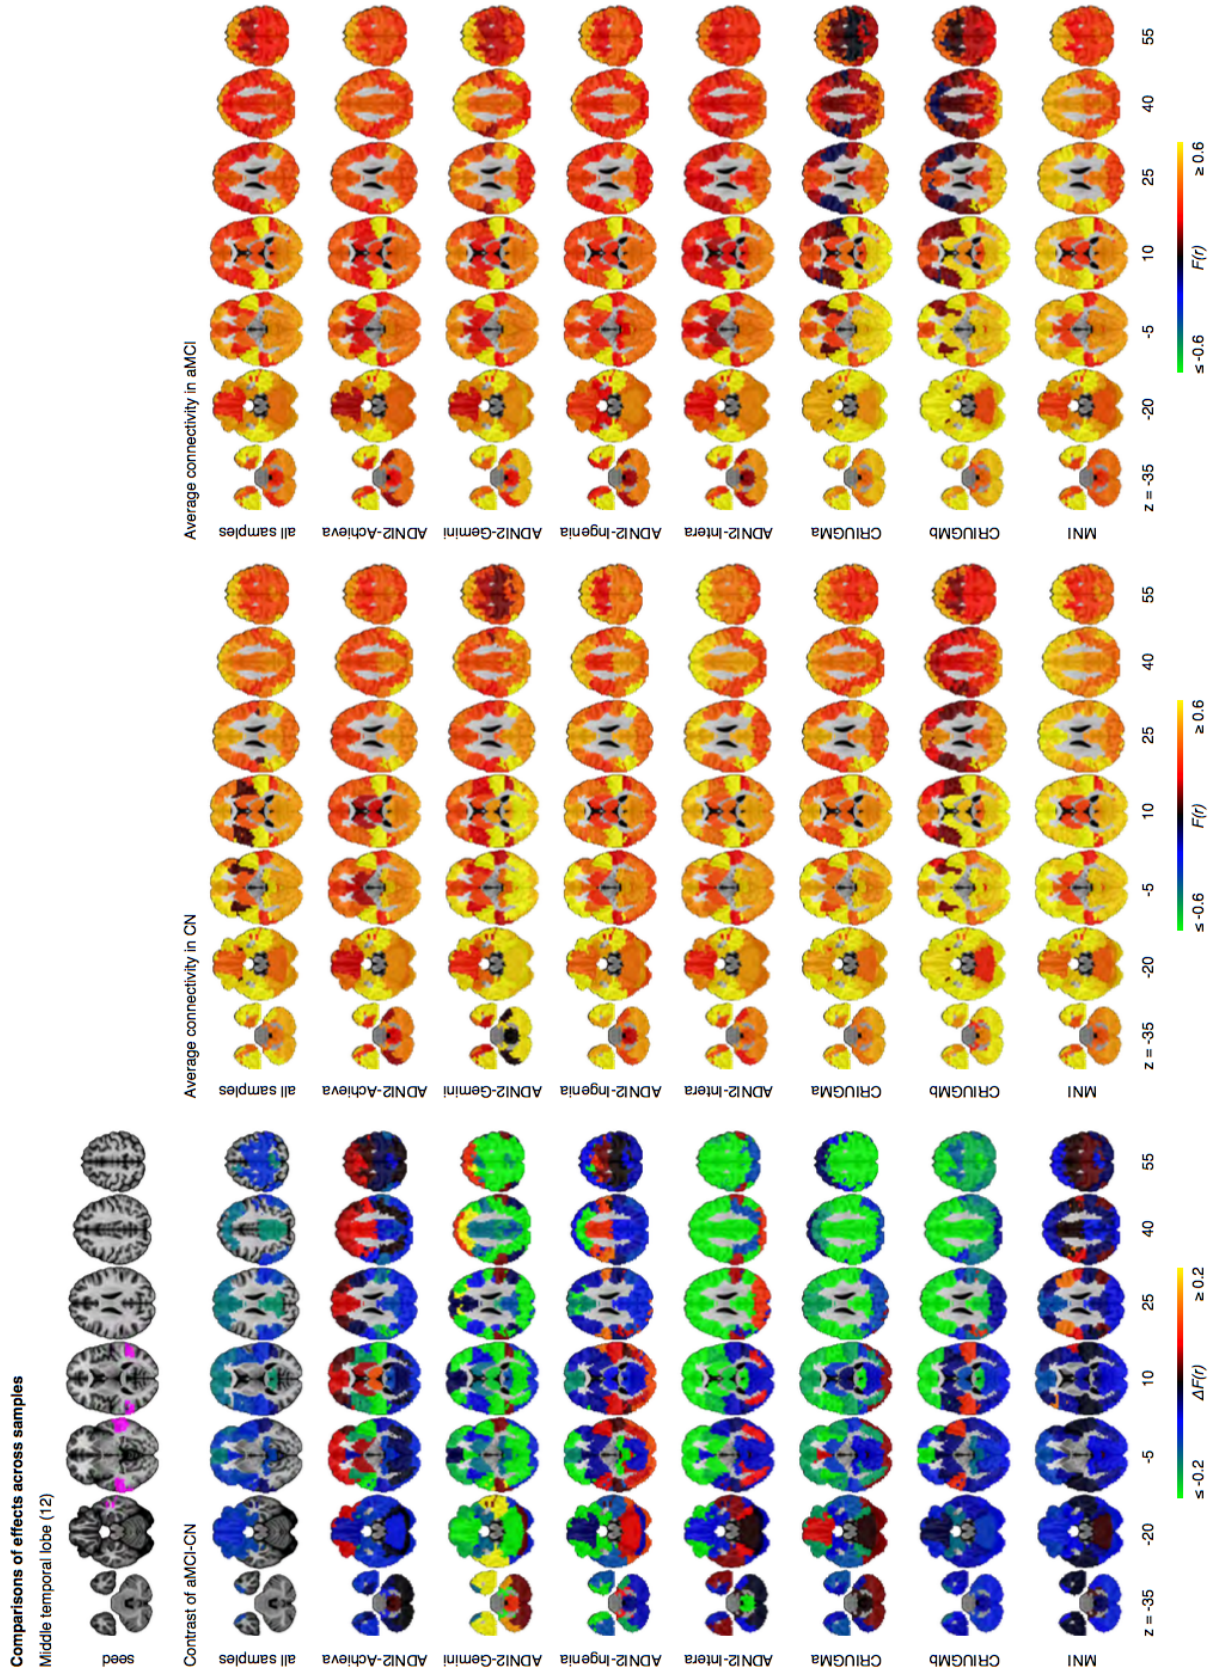 Comparisons of effects across samples
Middle temporal lobe (12)
seed
Contrast of aMCI-CN
all samples
ADNI2-Achieva
ADNI2-Gemini
ADNI2-Ingenia
ADNI2-Intera
CRIUGMa
CRIUGMb
MNI
z = -35
-20
-5
10
25
40
55
≤ -0.2
ΔF(r)
≥ 0.2
Average connectivity in CN
all samples
ADNI2-Achieva
ADNI2-Gemini
ADNI2-Ingenia
ADNI2-Intera
CRIUGMa
CRIUGMb
MNI
z = -35
-20
-5
10
25
40
55
≤ -0.6
F(r)
≥ 0.6
Average connectivity in aMCI
all samples
ADNI2-Achieva
ADNI2-Gemini
ADNI2-Ingenia
ADNI2-Intera
CRIUGMa
CRIUGMb
MNI
z = -35
-20
-5
10
25
40
55
≤ -0.6
F(r)
≥ 0.6